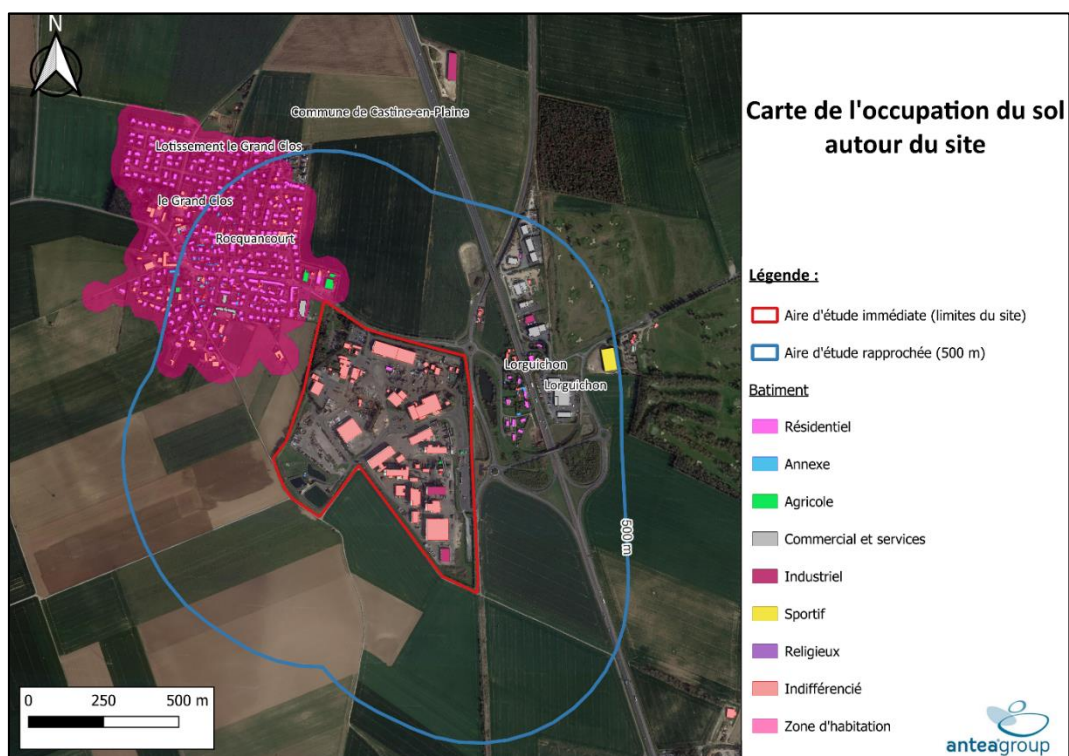 N
Commune de Castine-en-Plaine
Lotissement le Grand Clos
le Grand Clos
Rocquancourt
Lorguichon
Lorguichon
500 m
0 250 500 m
Carte de l'occupation du sol
autour du site
Légende :
Aire d'étude immédiate (limites du site)
Aire d'étude rapprochée (500 m)
Batiment
Résidentiel
Annexe
Agricole
Commercial et services
Industriel
Sportif
Religieux
Indifférencié
Zone d'habitation
anteagroup